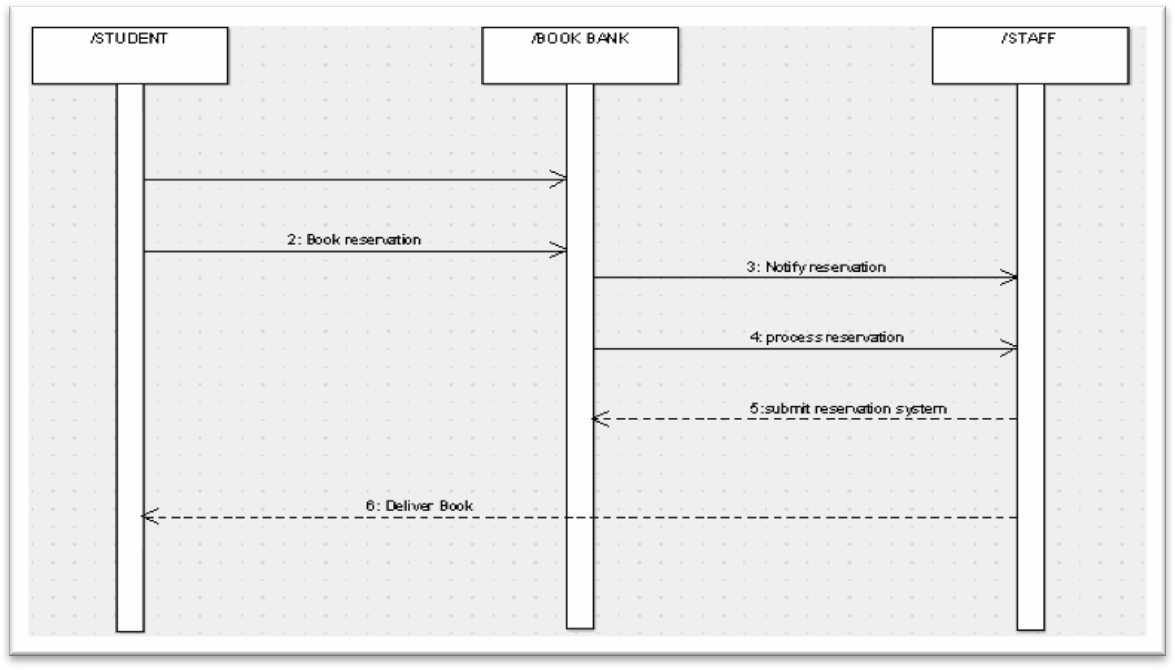 /STUDENT
/BOOK BANK
/STAFF
2: Book reservation
3: Notify reservation
4: process reservation
5:submit reservation system
6: Deliver Book